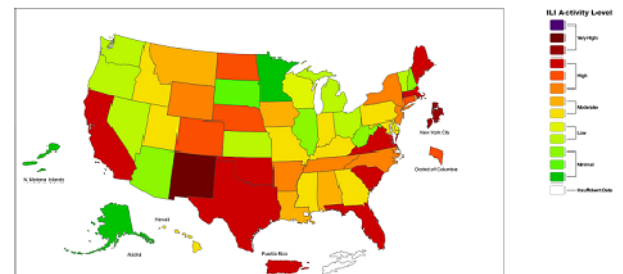 ILI Activity Level
Very High
High
Moderate
Low
Minimal
Insufficient Data
New York City
District of Columbia
N. Mariana Islands
Hawaii
Alaska
Puerto Rico